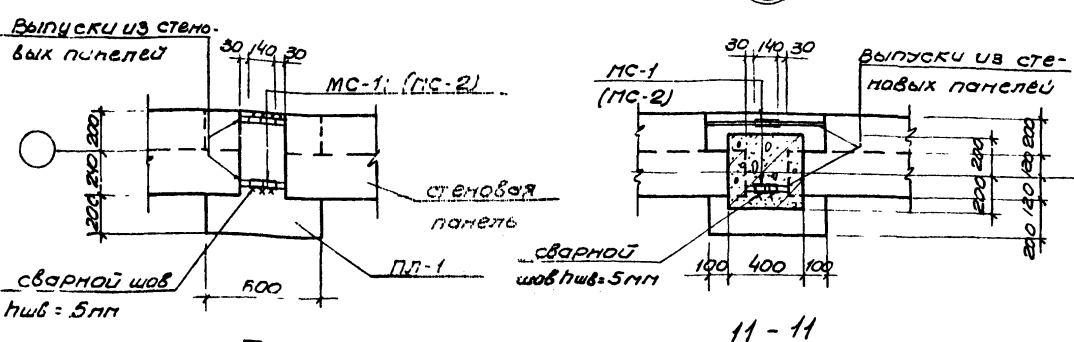 Выпуски из стено-
вых панелей
30 140 30
МС-1; (МС-2)
200
240
200
стеновая
панель
ПЛ-1
сварной шов
hшв = 5мм
600
МС-1
(МС-2)
30 140 30
Выпуски из сте-
новых панелей
200
200
200
120
120
200
сварной
шов hшв = 5мм
100 400 100
11 - 11